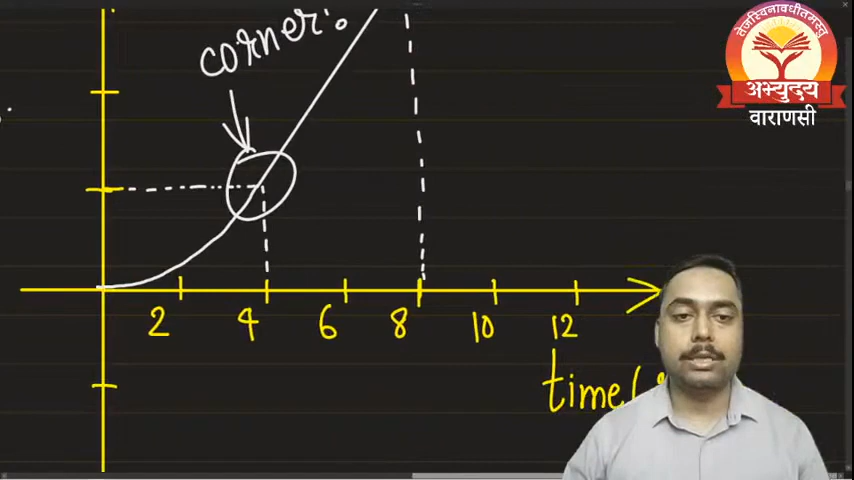 तेजस्विनावधीतमस्तु
अभ्युदय
वाराणसी
corner:
2 4 6 8 10 12
time(